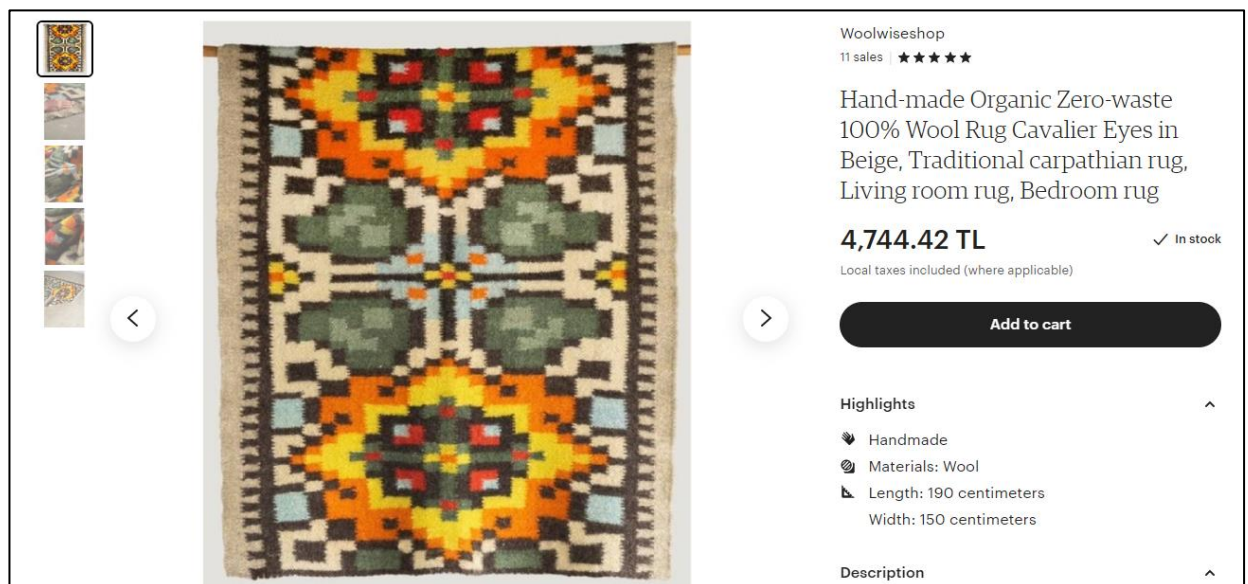 Woolwiseshop
11 sales
Hand-made Organic Zero-waste
100% Wool Rug Cavalier Eyes in
Beige, Traditional carpathian rug,
Living room rug, Bedroom rug
4,744.42 TL
In stock
Local taxes included (where applicable)
Add to cart
Highlights
Handmade
Materials: Wool
Length: 190 centimeters
Width: 150 centimeters
Description